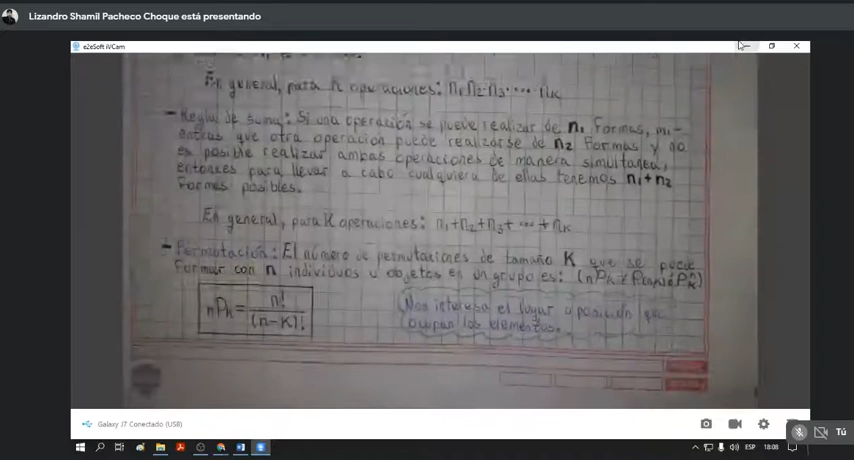 Lizandro Shamil Pacheco Choque está presentando
e2eSoft iVCam
En general, para K operaciones: n1·n2·n3·....·nK
- Regla de suma: Si una operación se puede realizar de n1 formas, mi-
entras que otra operación puede realizarse de n2 formas y no
es posible realizar ambas operaciones de manera simultanea,
entonces para llevar a cabo cualquiera de ellas tenemos n1+n2
formas posibles.
En general, para K operaciones: n1+n2+n3+ ... +nK
- Permutación: El número de permutaciones de tamaño K que se puede
formar con n individuos u objetos es un grupo es: (nPk
nPk = n! / (n-K)!
(Nos interesa el lugar o posición que
ocupan los elementos.
Galaxy J7 Conectado (USB)
Tú
ESP 18:08